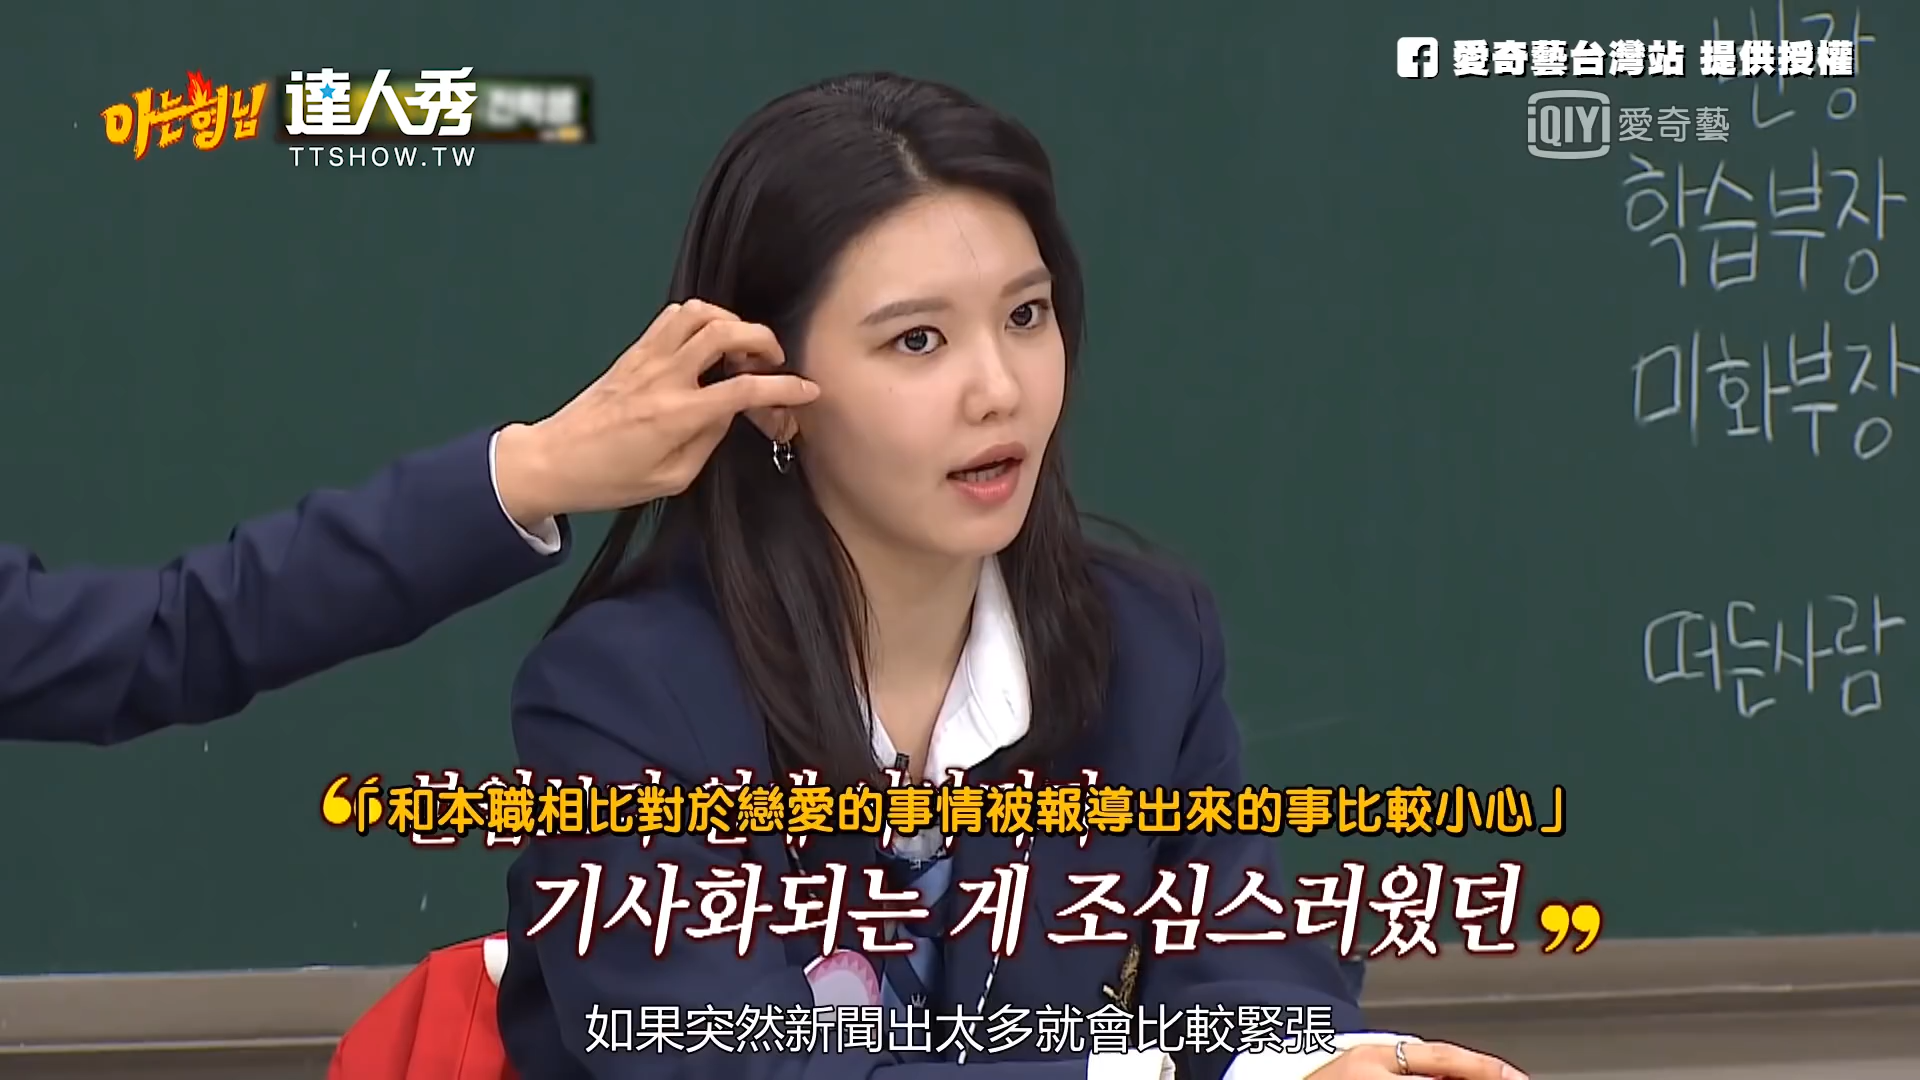 愛奇藝台灣站 提供授權
아는형님
達人秀
TTSHOW.TW
iQIYI 愛奇藝
반장
학습부장
미화부장
떠든사람
「和本職相比對於戀愛的事情被報導出來的事比較小心」
기사화되는 게 조심스러웠던
如果突然新聞出太多就會比較緊張